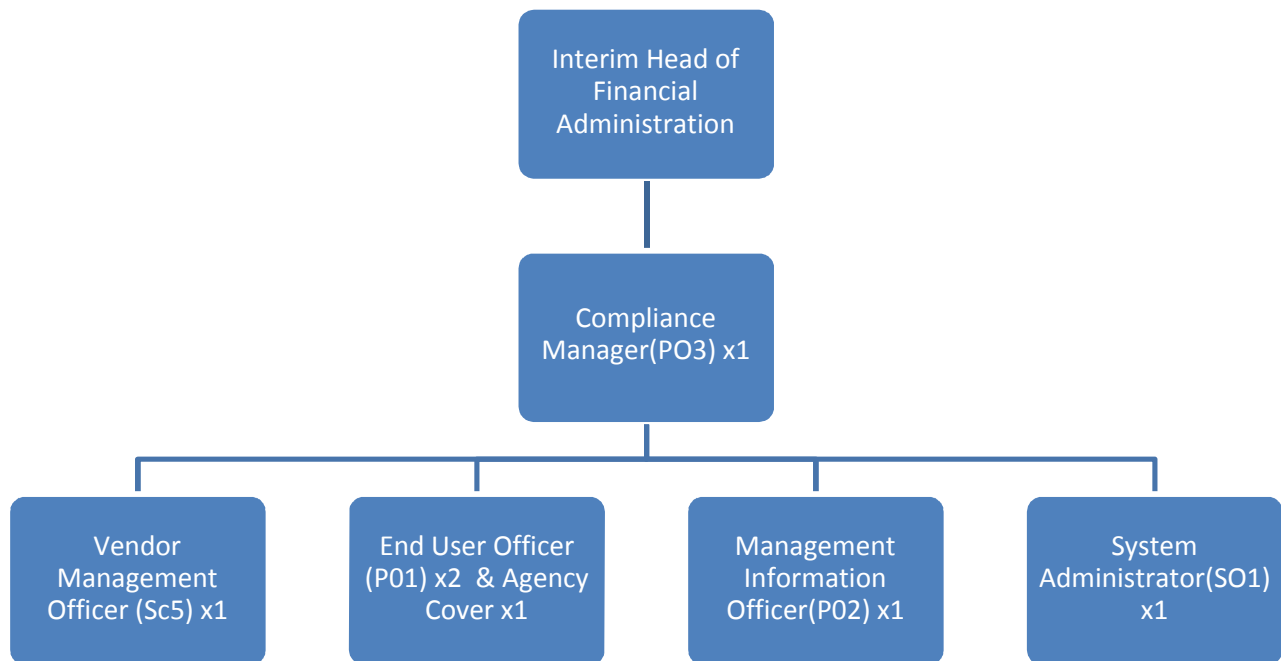 Interim Head of
Financial
Administration
Compliance
Manager(PO3) x1
Vendor
Management
Officer (Sc5) x1
End User Officer
(P01) x2 & Agency
Cover x1
Management
Information
Officer(P02) x1
System
Administrator(SO1)
x1